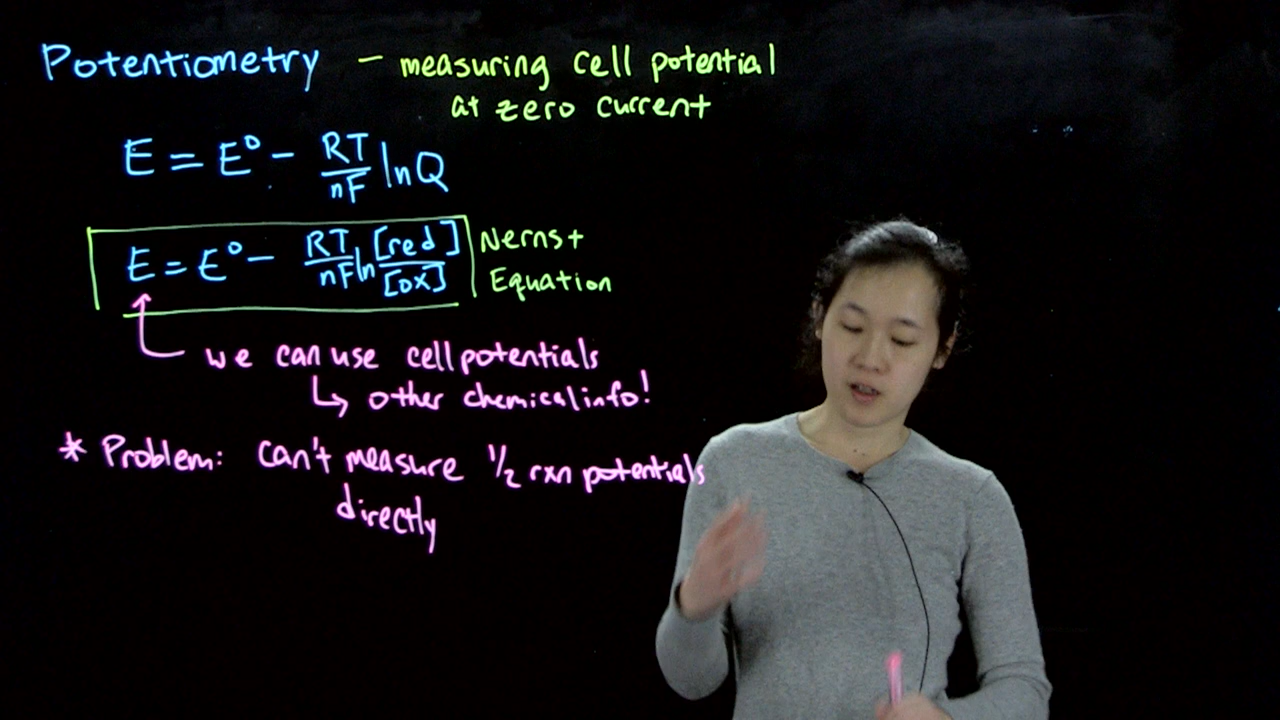 Potentiometry - measuring cell potential
at zero current
E = E° - RT/nF ln Q
E = E° - RT/nF ln [red]/[ox] Nernst
Equation
we can use cell potentials
↳ other chemical info!
* Problem: can't measure 1/2 rxn potentials
directly